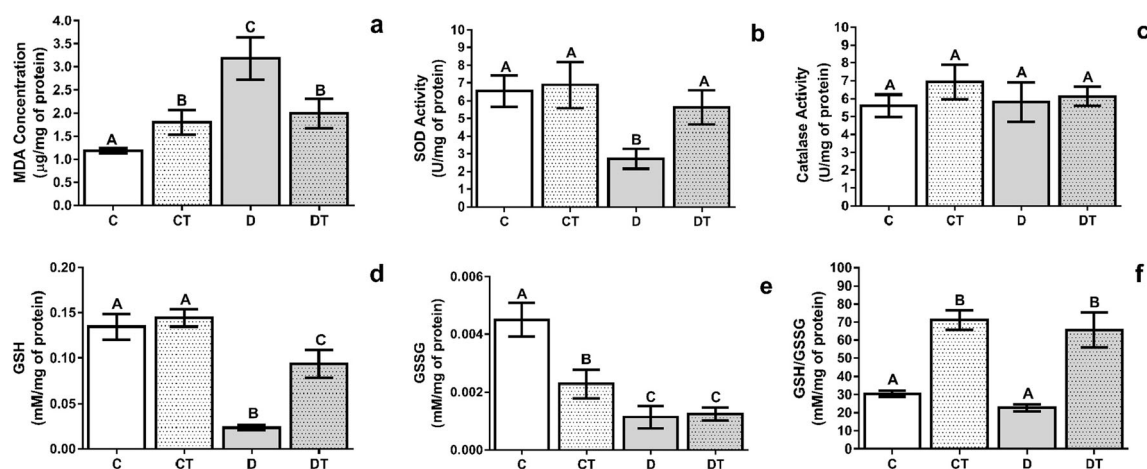 a
MDA Concentration
(µg/mg of protein)
4.0
3.5
3.0
2.5
2.0
1.5
1.0
0.5
0.0
A
B
C
B
C CT D DT
b
SOD Activity
(U/mg of protein)
10
9
8
7
6
5
4
3
2
1
0
A
A
B
A
C CT D DT
c
Catalase Activity
(U/mg of protein)
10
9
8
7
6
5
4
3
2
1
0
A
A
A
A
C CT D DT
d
GSH
(mM/mg of protein)
0.20
0.15
0.10
0.05
0.00
A
A
B
C
C CT D DT
e
GSSG
(mM/mg of protein)
0.006
0.004
0.002
0.000
A
B
C
C
C CT D DT
f
GSH/GSSG
(mM/mg of protein)
100
90
80
70
60
50
40
30
20
10
0
A
B
A
B
C CT D DT